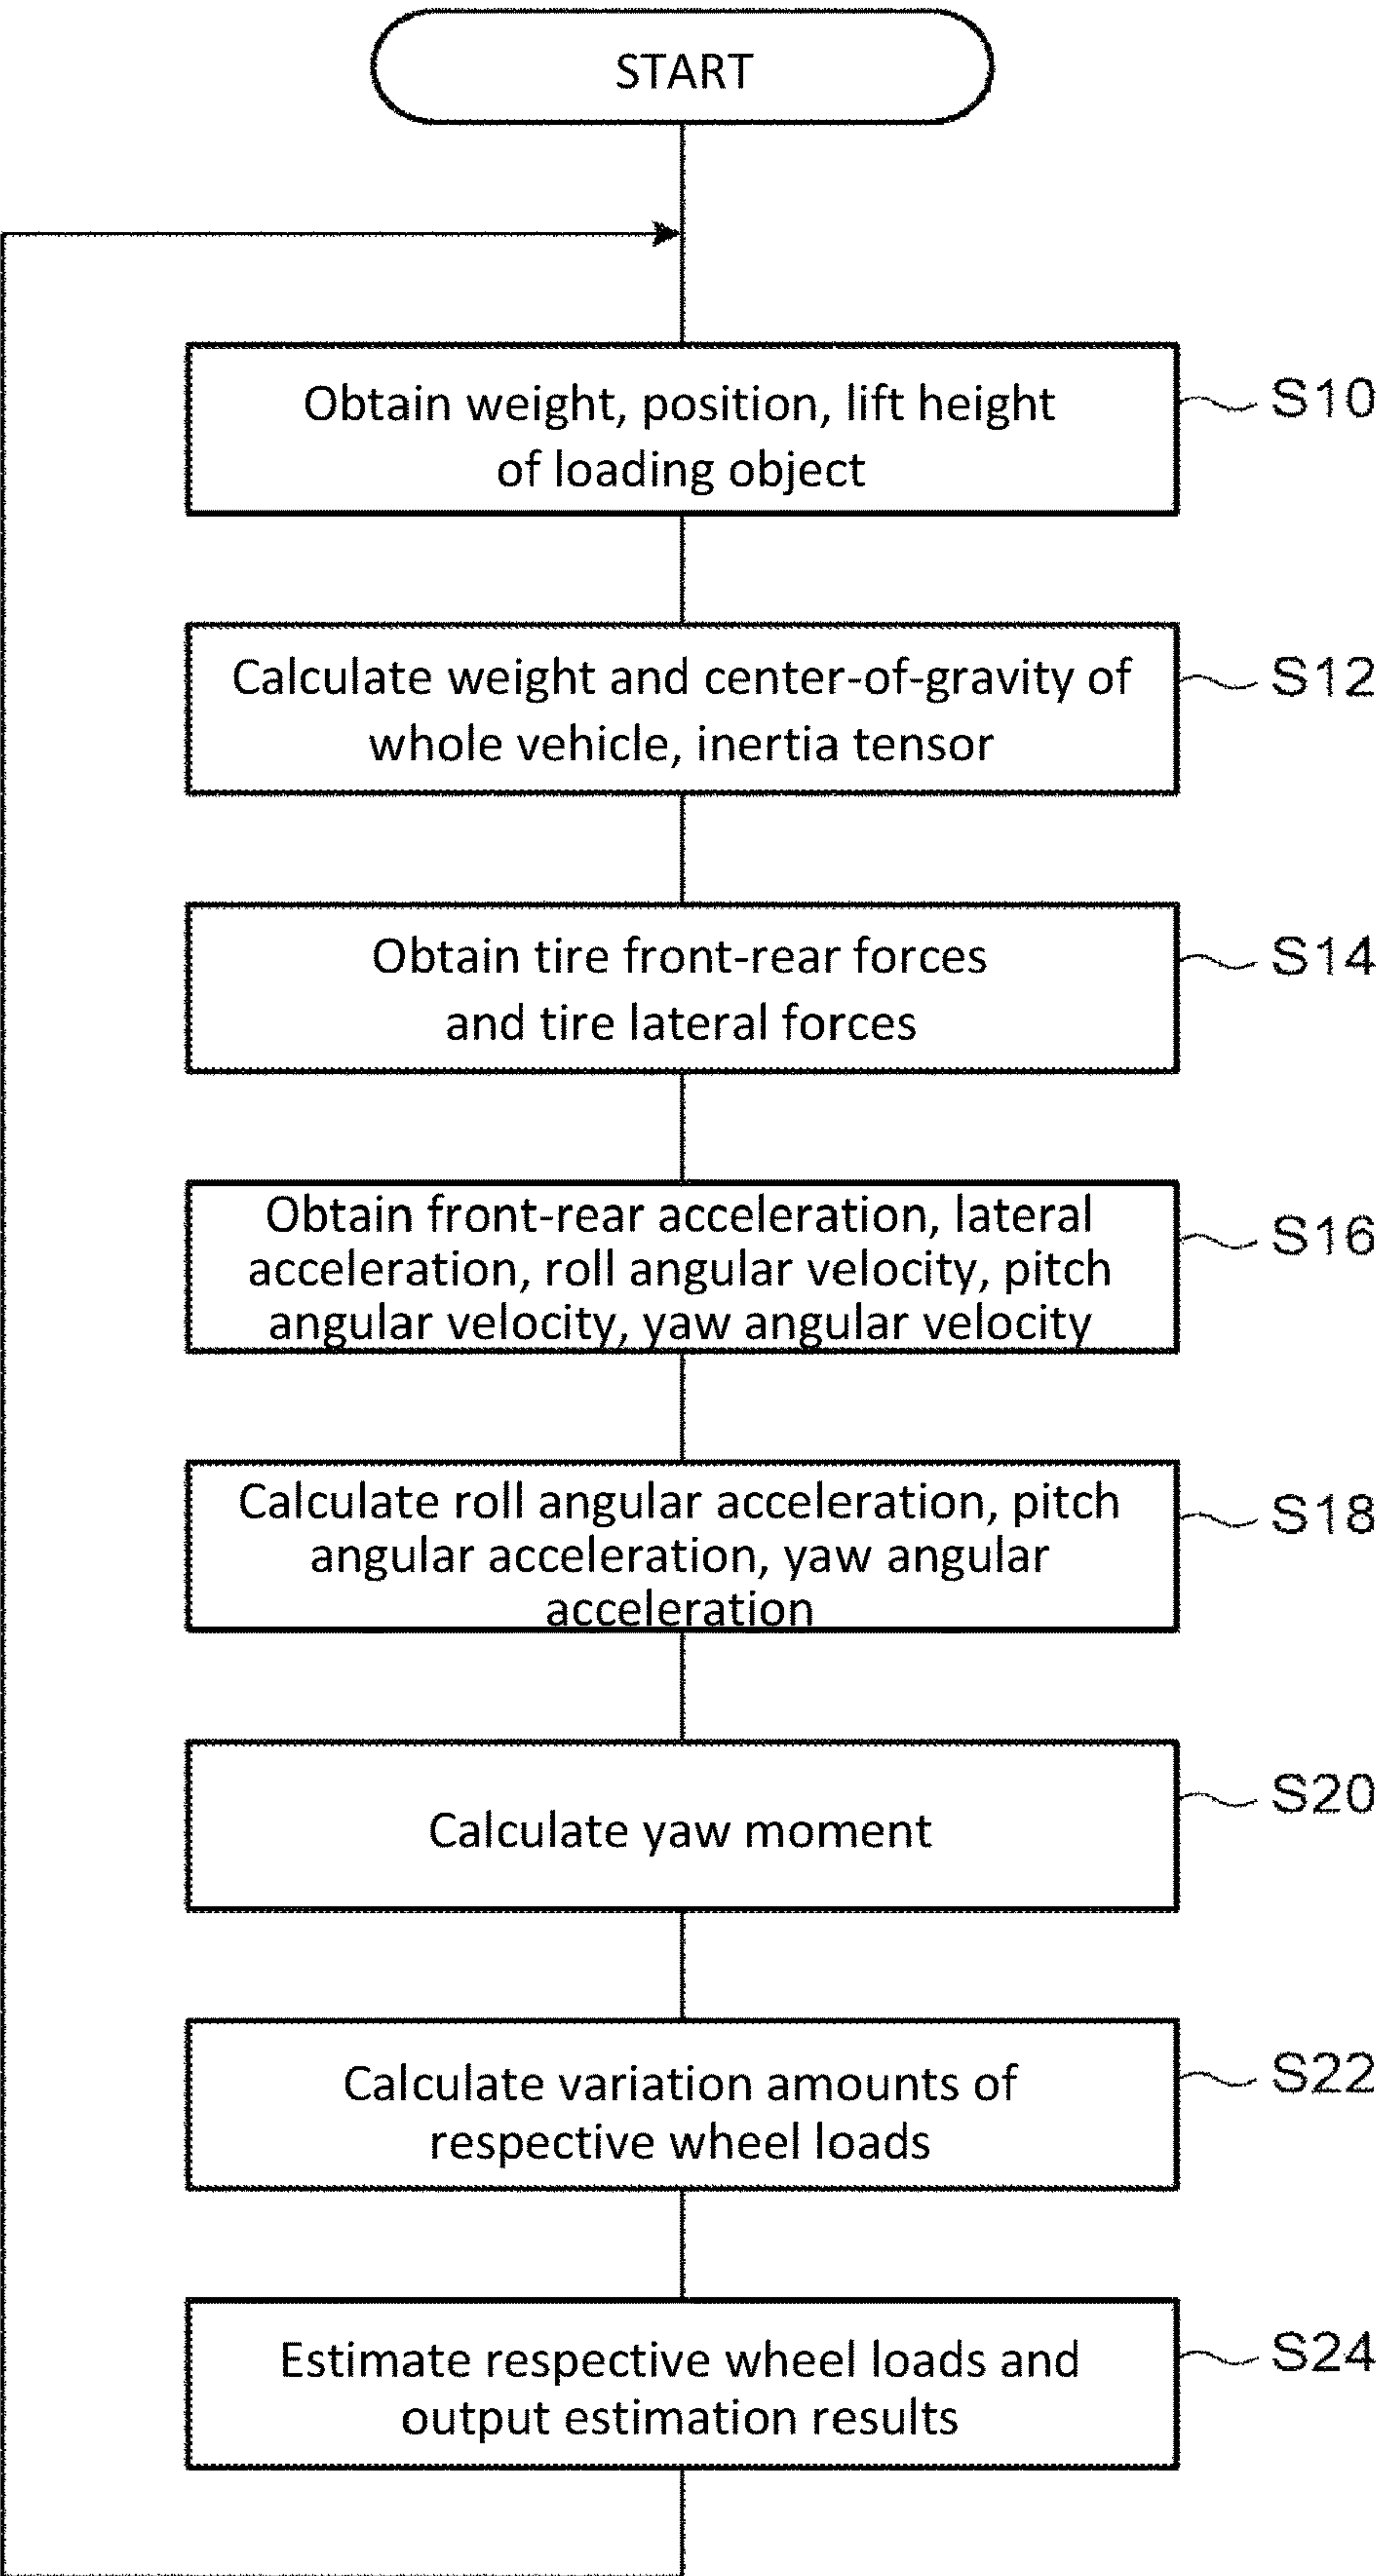 START
Obtain weight, position, lift height
of loading object
S10
Calculate weight and center-of-gravity of
whole vehicle, inertia tensor
S12
Obtain tire front-rear forces
and tire lateral forces
S14
Obtain front-rear acceleration, lateral
acceleration, roll angular velocity, pitch
angular velocity, yaw angular velocity
S16
Calculate roll angular acceleration, pitch
angular acceleration, yaw angular
acceleration
S18
Calculate yaw moment
S20
Calculate variation amounts of
respective wheel loads
S22
Estimate respective wheel loads and
output estimation results
S24